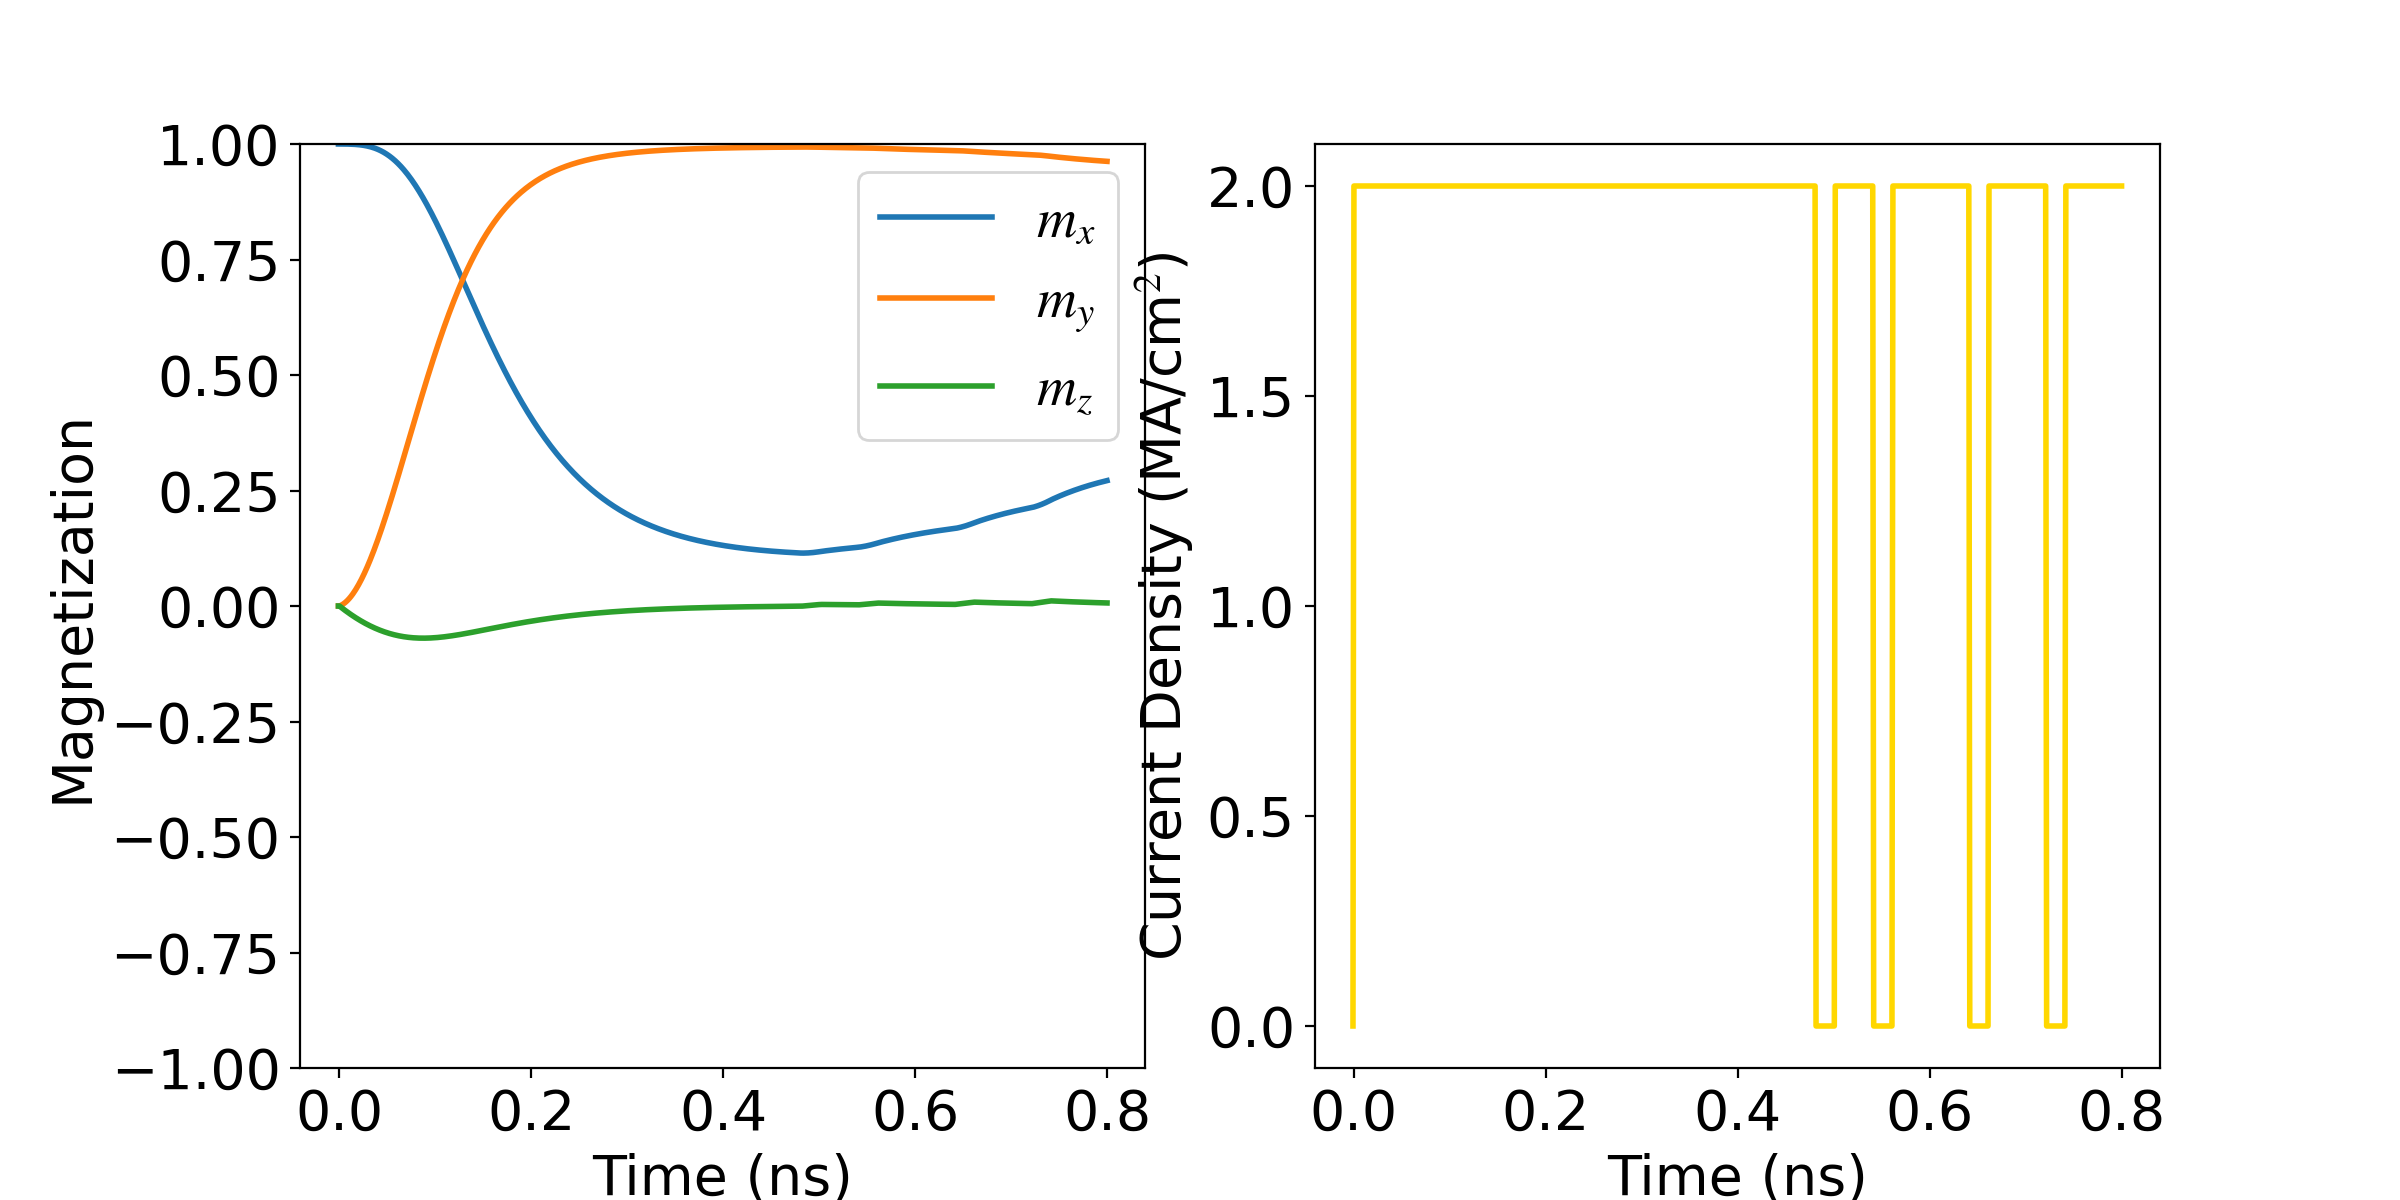 Magnetization
1.00
0.75
0.50
0.25
0.00
−0.25
−0.50
−0.75
−1.00
0.0 0.2 0.4 0.6 0.8
Time (ns)
m_x
m_y
m_z
Current Density (MA/cm²)
2.0
1.5
1.0
0.5
0.0
0.0 0.2 0.4 0.6 0.8
Time (ns)